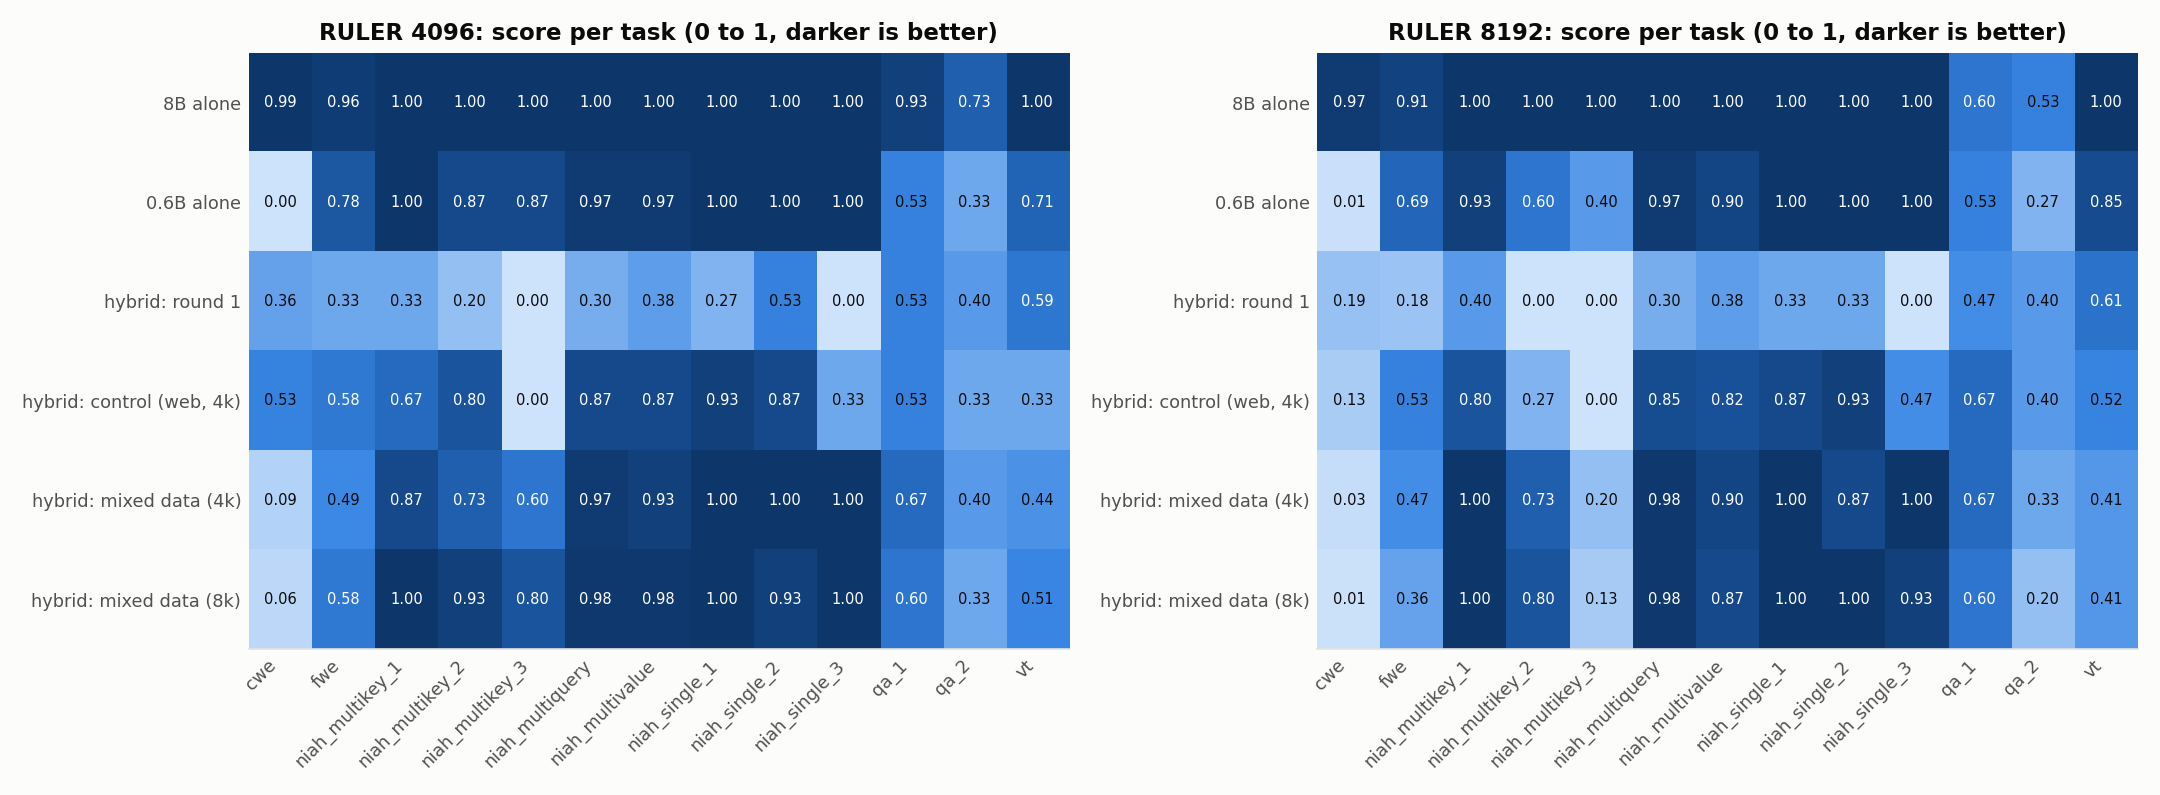 RULER 4096: score per task (0 to 1, darker is better)
8B alone 0.99 0.96 1.00 1.00 1.00 1.00 1.00 1.00 1.00 1.00 0.93 0.73 1.00
0.6B alone 0.00 0.78 1.00 0.87 0.87 0.97 0.97 1.00 1.00 1.00 0.53 0.33 0.71
hybrid: round 1 0.36 0.33 0.33 0.20 0.00 0.30 0.38 0.27 0.53 0.00 0.53 0.40 0.59
hybrid: control (web, 4k) 0.53 0.58 0.67 0.80 0.00 0.87 0.87 0.93 0.87 0.33 0.53 0.33 0.33
hybrid: mixed data (4k) 0.09 0.49 0.87 0.73 0.60 0.97 0.93 1.00 1.00 1.00 0.67 0.40 0.44
hybrid: mixed data (8k) 0.06 0.58 1.00 0.93 0.80 0.98 0.98 1.00 0.93 1.00 0.60 0.33 0.51
cwe fwe niah_multikey_1 niah_multikey_2 niah_multikey_3 niah_multiquery niah_multivalue niah_single_1 niah_single_2 niah_single_3 qa_1 qa_2 vt
RULER 8192: score per task (0 to 1, darker is better)
8B alone 0.97 0.91 1.00 1.00 1.00 1.00 1.00 1.00 1.00 1.00 0.60 0.53 1.00
0.6B alone 0.01 0.69 0.93 0.60 0.40 0.97 0.90 1.00 1.00 1.00 0.53 0.27 0.85
hybrid: round 1 0.19 0.18 0.40 0.00 0.00 0.30 0.38 0.33 0.33 0.00 0.47 0.40 0.61
hybrid: control (web, 4k) 0.13 0.53 0.80 0.27 0.00 0.85 0.82 0.87 0.93 0.47 0.67 0.40 0.52
hybrid: mixed data (4k) 0.03 0.47 1.00 0.73 0.20 0.98 0.90 1.00 0.87 1.00 0.67 0.33 0.41
hybrid: mixed data (8k) 0.01 0.36 1.00 0.80 0.13 0.98 0.87 1.00 1.00 0.93 0.60 0.20 0.41
cwe fwe niah_multikey_1 niah_multikey_2 niah_multikey_3 niah_multiquery niah_multivalue niah_single_1 niah_single_2 niah_single_3 qa_1 qa_2 vt